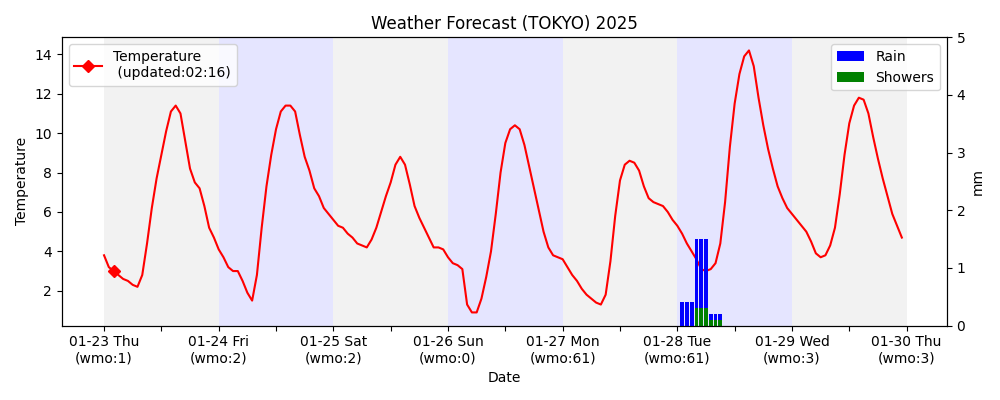 Weather Forecast (TOKYO) 2025
Temperature
(updated:02:16)
Rain
Showers
Temperature
14
12
10
8
6
4
2
5
4
3
2
1
0
mm
01-23 Thu
(wmo:1)
01-24 Fri
(wmo:2)
01-25 Sat
(wmo:2)
01-26 Sun
(wmo:0)
01-27 Mon
(wmo:61)
01-28 Tue
(wmo:61)
01-29 Wed
(wmo:3)
01-30 Thu
(wmo:3)
Date